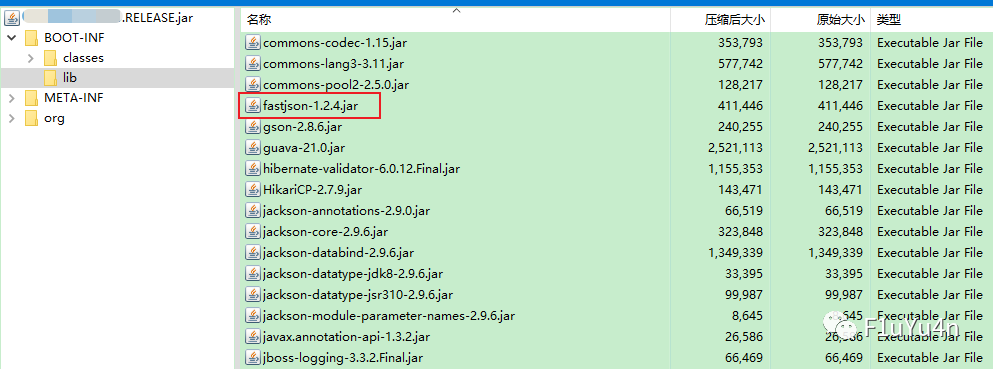 .RELEASE.jar
BOOT-INF
classes
lib
META-INF
org
名称 压缩后大小 原始大小 类型
commons-codec-1.15.jar 353,793 353,793 Executable Jar File
commons-lang3-3.11.jar 577,742 577,742 Executable Jar File
commons-pool2-2.5.0.jar 128,217 128,217 Executable Jar File
fastjson-1.2.4.jar 411,446 411,446 Executable Jar File
gson-2.8.6.jar 240,255 240,255 Executable Jar File
guava-21.0.jar 2,521,113 2,521,113 Executable Jar File
hibernate-validator-6.0.12.Final.jar 1,155,353 1,155,353 Executable Jar File
HikariCP-2.7.9.jar 143,471 143,471 Executable Jar File
jackson-annotations-2.9.0.jar 66,519 66,519 Executable Jar File
jackson-core-2.9.6.jar 323,848 323,848 Executable Jar File
jackson-databind-2.9.6.jar 1,349,339 1,349,339 Executable Jar File
jackson-datatype-jdk8-2.9.6.jar 33,395 33,395 Executable Jar File
jackson-datatype-jsr310-2.9.6.jar 99,987 99,987 Executable Jar File
jackson-module-parameter-names-2.9.6.jar 8,645 8,645 Executable Jar File
javax.annotation-api-1.3.2.jar 26,586 26,586 Executable Jar File
jboss-logging-3.3.2.Final.jar 66,469 66,469 Executable Jar File
F1uYu4n